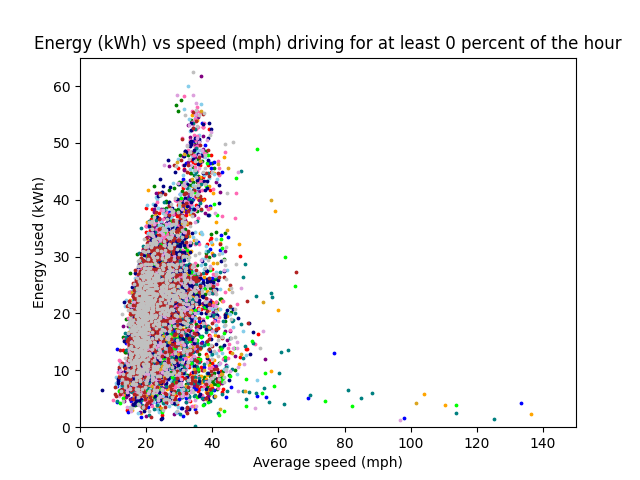 Energy (kWh) vs speed (mph) driving for at least 0 percent of the hour
60
50
40
30
20
10
0
Energy used (kWh)
0 20 40 60 80 100 120 140
Average speed (mph)